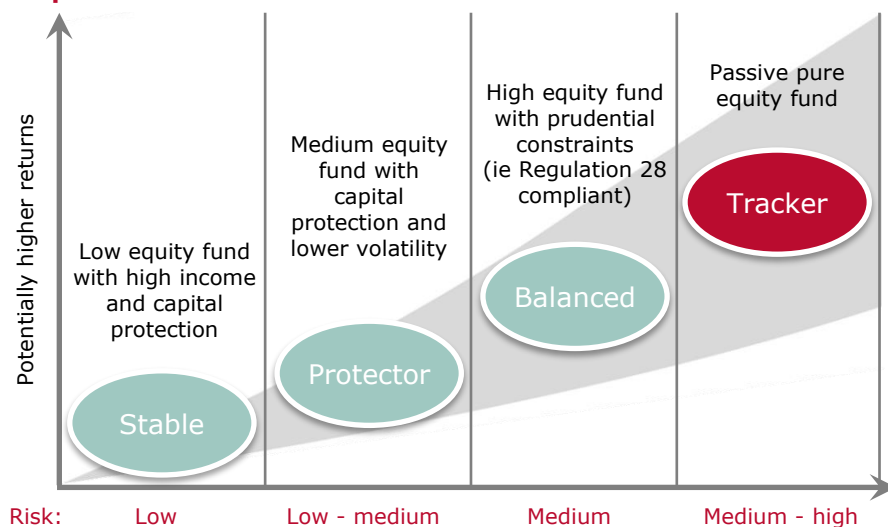 Potentially higher returns
Low equity fund
with high income
and capital
protection
Stable
Medium equity
fund with
capital
protection and
lower volatility
Protector
High equity fund
with prudential
constraints
(ie Regulation 28
compliant)
Balanced
Passive pure
equity fund
Tracker
Risk: Low Low - medium Medium Medium - high